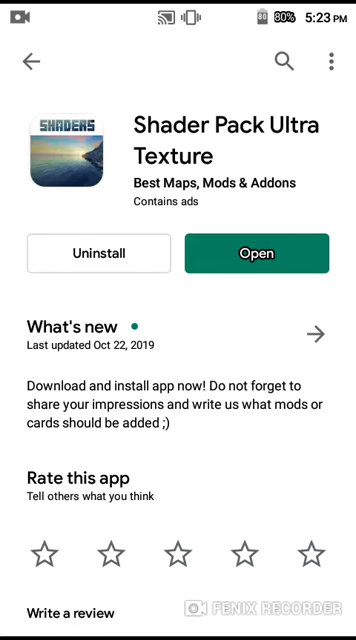 80 80% 5:23 PM
SHADERS
Shader Pack Ultra
Texture
Best Maps, Mods & Addons
Contains ads
Uninstall
Open
What's new
Last updated Oct 22, 2019
Download and install app now! Do not forget to
share your impressions and write us what mods or
cards should be added ;)
Rate this app
Tell others what you think
Write a review
FENIX RECORDER